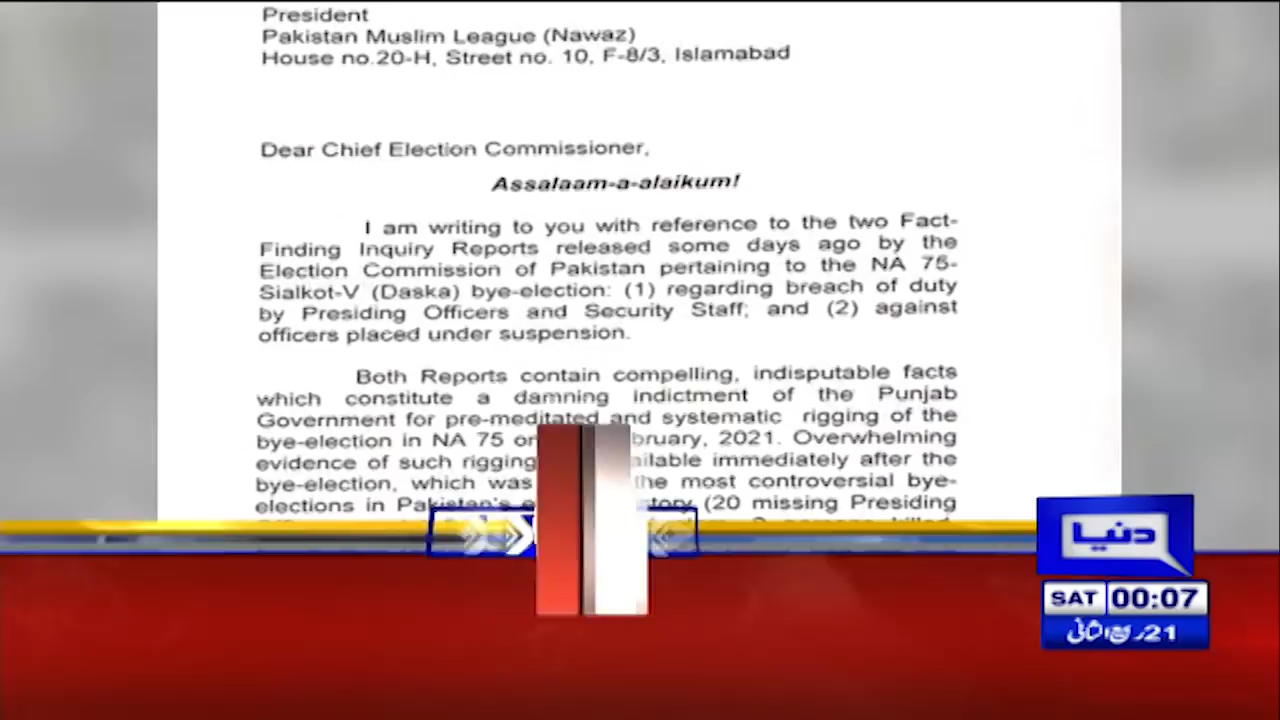 President
Pakistan Muslim League (Nawaz)
House no.20-H, Street no. 10, F-8/3, Islamabad
Dear Chief Election Commissioner,
Assalaam-a-alaikum!
I am writing to you with reference to the two Fact-
Finding Inquiry Reports released some days ago by the
Election Commission of Pakistan pertaining to the NA 75-
Sialkot-V (Daska) bye-election: (1) regarding breach of duty
by Presiding Officers and Security Staff; and (2) against
officers placed under suspension.
Both Reports contain compelling, indisputable facts
which constitute a damning indictment of the Punjab
Government for pre-meditated and systematic rigging of the
bye-election in NA 75 on bruary, 2021. Overwhelming
evidence of such rigging ailable immediately after the
bye-election, which was he most controversial bye-
elections in Pakistan's story (20 missing Presiding
دنیا
SAT 00:07
21 ربیع الثانی